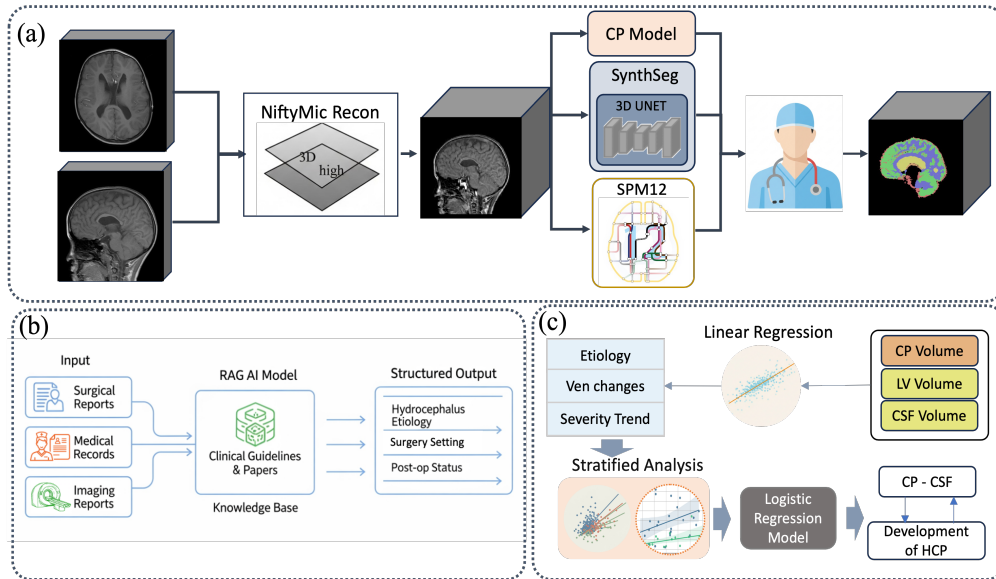 (a)
NiftyMic Recon
3D
high
CP Model
SynthSeg
3D UNET
SPM12
12
(b)
Input
Surgical
Reports
Medical
Records
Imaging
Reports
RAG AI Model
Clinical Guidelines
& Papers
Knowledge Base
Structured Output
Hydrocephalus
Etiology
Surgery Setting
Post-op Status
(c)
Linear Regression
Etiology
Ven changes
Severity Trend
CP Volume
LV Volume
CSF Volume
Stratified Analysis
Logistic
Regression
Model
CP - CSF
Development
of HCP